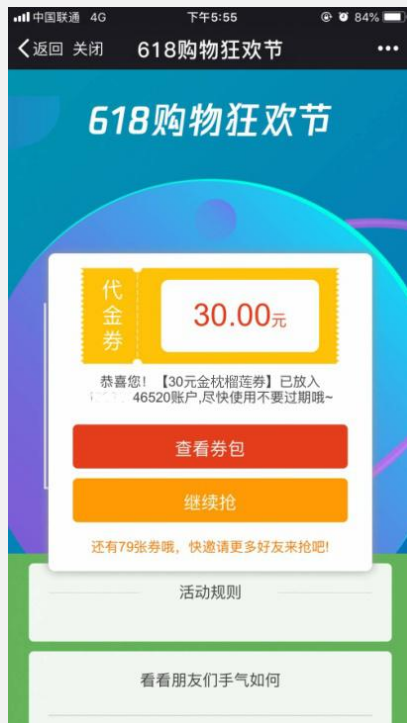 中国联通 4G 下午5:55 84%
返回 关闭 618购物狂欢节
618购物狂欢节
代金券
30.00元
恭喜您!【30元金枕榴莲券】已放入
46520账户,尽快使用不要过期哦~
查看券包
继续抢
还有79张券哦，快邀请更多好友来抢吧!
活动规则
看看朋友们手气如何